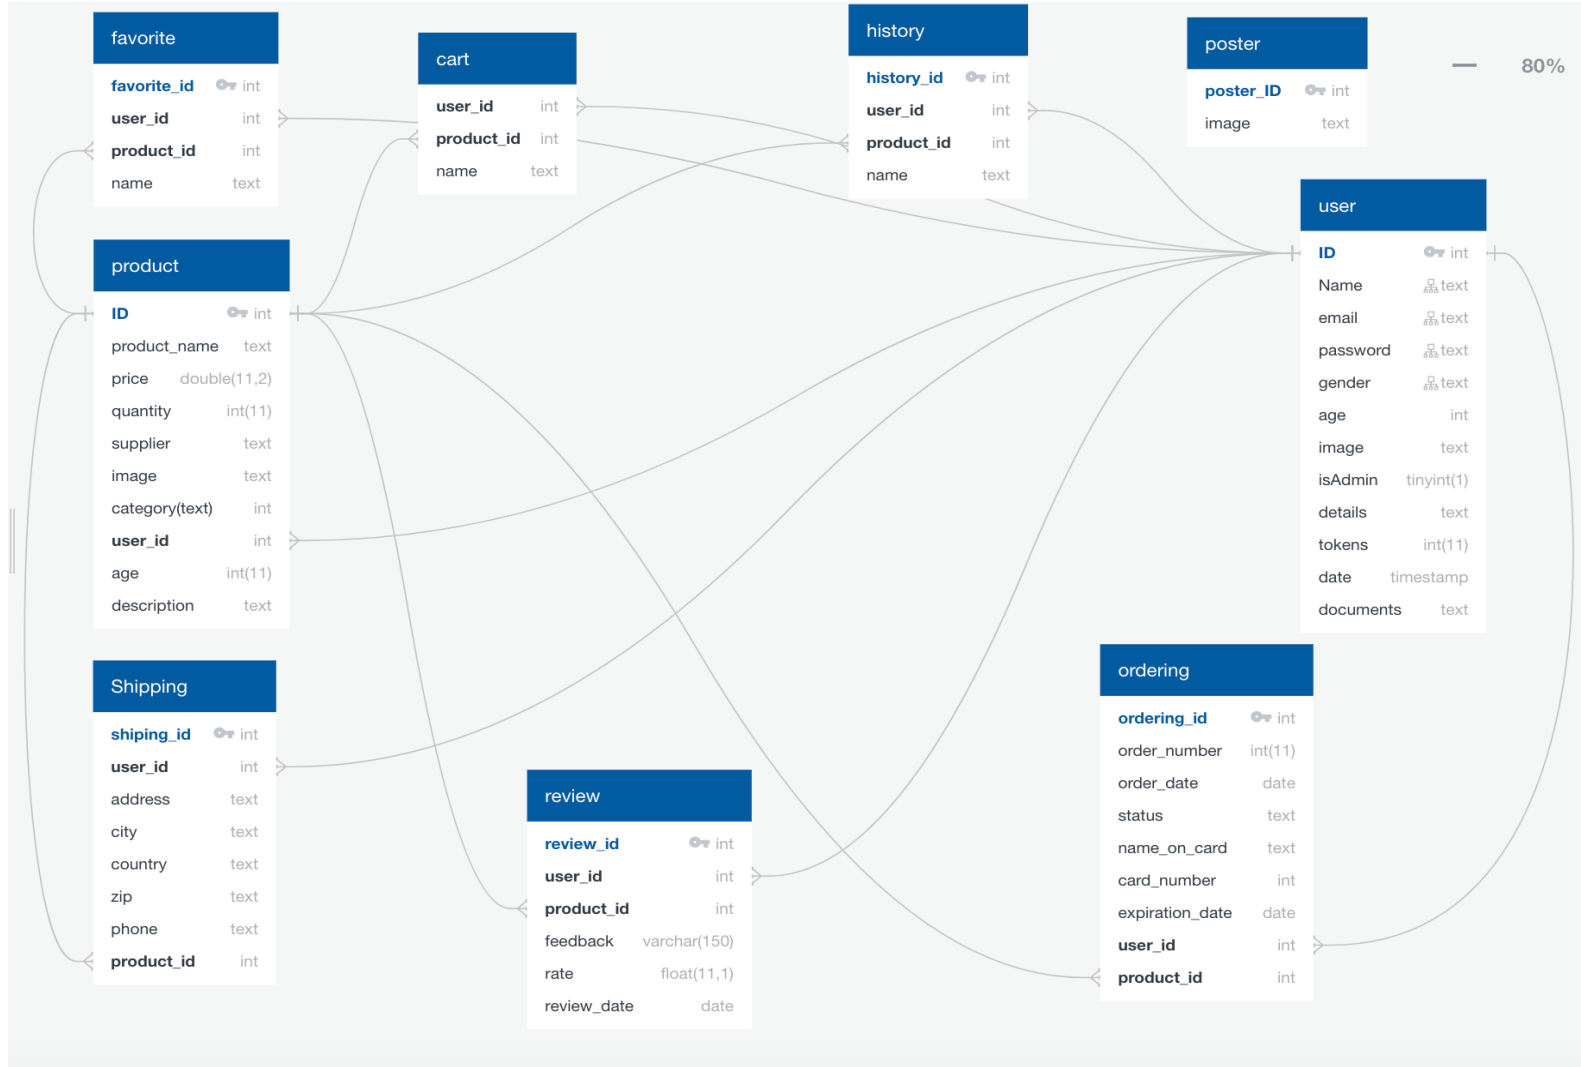 favorite
favorite_id int
user_id int
product_id int
name text
cart
user_id int
product_id int
name text
history
history_id int
user_id int
product_id int
name text
poster
poster_ID int
image text
80%
user
ID int
Name text
email text
password text
gender text
age int
image text
isAdmin tinyint(1)
details text
tokens int(11)
date timestamp
documents text
product
ID int
product_name text
price double(11,2)
quantity int(11)
supplier text
image text
category(text) int
user_id int
age int(11)
description text
Shipping
shiping_id int
user_id int
address text
city text
country text
zip text
phone text
product_id int
review
review_id int
user_id int
product_id int
feedback varchar(150)
rate float(11,1)
review_date date
ordering
ordering_id int
order_number int(11)
order_date date
status text
name_on_card text
card_number int
expiration_date date
user_id int
product_id int